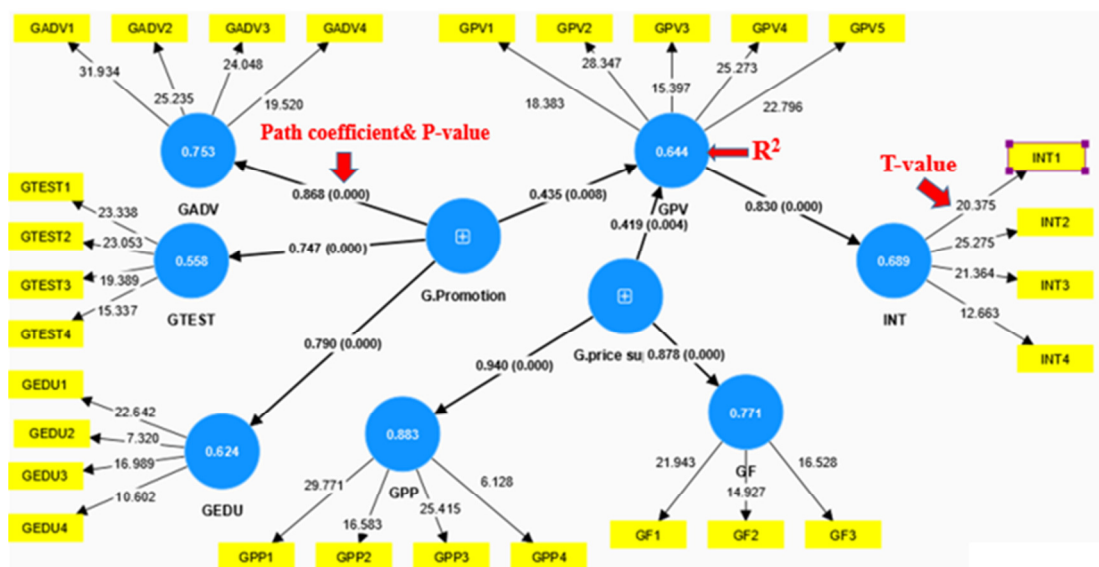 GADV1
GADV2
GADV3
GADV4
GPV1
GPV2
GPV3
GPV4
GPV5
31.934
25.235
24.048
19.520
18.383
28.347
15.397
25.273
22.796
Path coefficient& P-value
0.753
0.644
R²
T-value
INT1
GTEST1
0.868 (0.000)
0.435 (0.008)
GADV
GPV
20.375
23.338
0.419 (0.004)
0.830 (0.000)
INT2
GTEST2
23.053
0.747 (0.000)
25.275
0.558
0.689
GTEST3
19.389
21.364
INT3
15.337
G.Promotion
12.663
GTEST
INT
GTEST4
0.790 (0.000)
G.price su
0.878 (0.000)
INT4
0.940 (0.000)
GEDU1
22.642
0.771
GEDU2
7.320
0.883
0.624
GEDU3
16.989
21.943
GF
16.528
10.602
29.771
GPP
6.128
14.927
GEDU
16.583
25.415
GEDU4
GF1
GF2
GF3
GPP1
GPP2
GPP3
GPP4